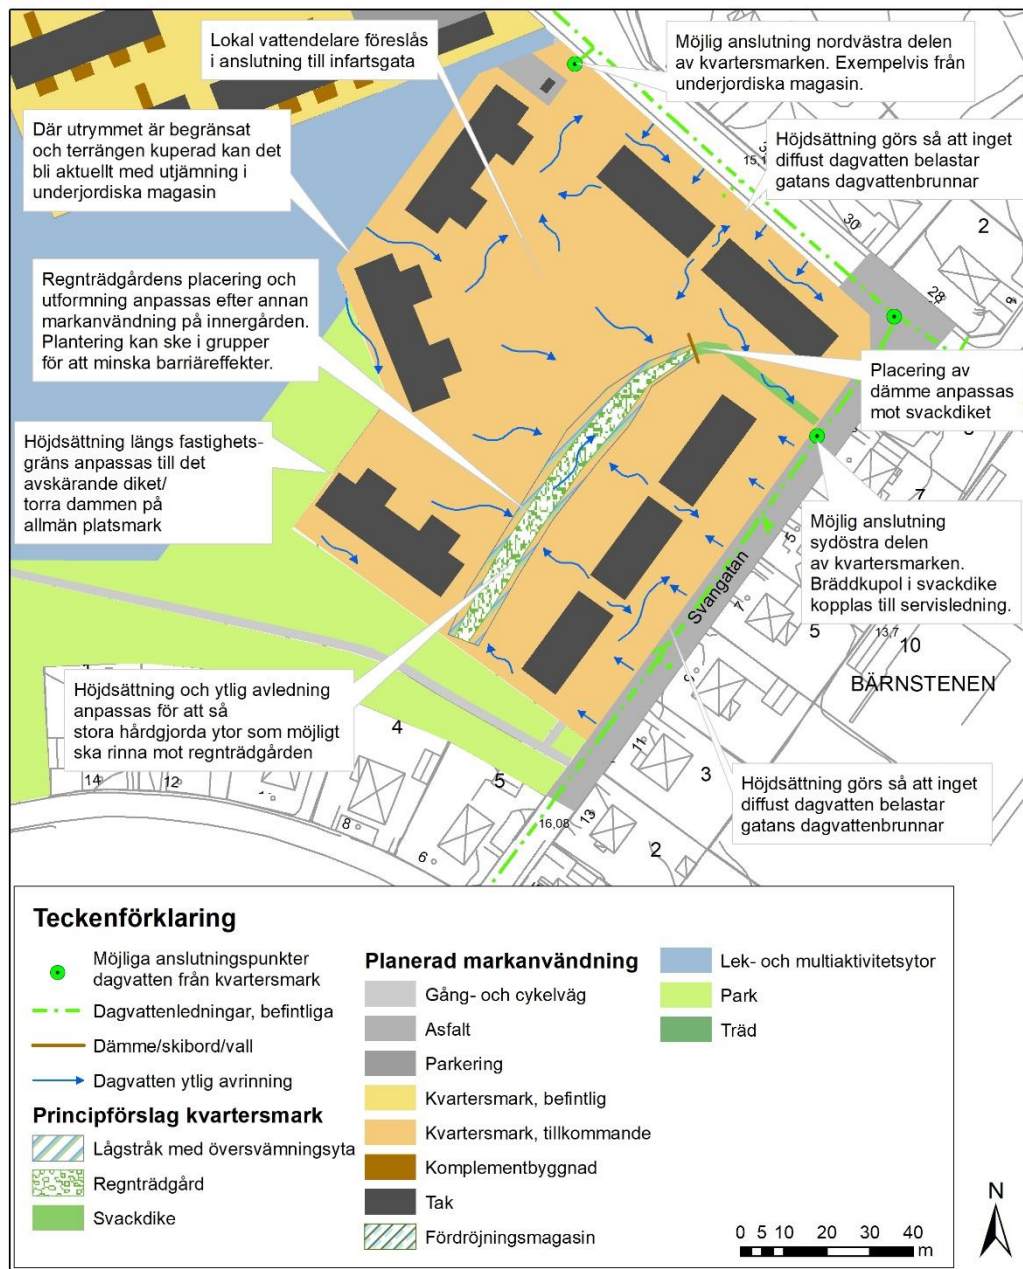 Lokal vattendelare föreslås
i anslutning till infartsgata
Möjlig anslutning nordvästra delen
av kvartersmarken. Exempelvis från
underjordiska magasin.
Där utrymmet är begränsat
och terrängen kuperad kan det
bli aktuellt med utjämning i
underjordiska magasin
Höjdsättning görs så att inget
diffust dagvatten belastar
gatans dagvattenbrunnar
30
2
28
Regnträdgårdens placering och
utformning anpassas efter annan
markanvändning på innergården.
Plantering kan ske i grupper
för att minska barriäreffekter.
Placering av
dämme anpassas
mot svackdiket
Höjdsättning längs fastighets-
gräns anpassas till det
avskärande diket/
torra dammen på
allmän platsmark
7
Möjlig anslutning
sydöstra delen
av kvartersmarken.
Bräddkupol i svackdike
kopplas till servisledning.
5
Svangatan
7
5
13,7
10
BÄRNSTENEN
9
Höjdsättning och ytlig avledning
anpassas för att så
stora hårdgjorda ytor som möjligt
ska rinna mot regnträdgården
4
11
3
14
12
5
Höjdsättning görs så att inget
diffust dagvatten belastar
gatans dagvattenbrunnar
8
16,08
13
2
6
Teckenförklaring
Möjliga anslutningspunkter
dagvatten från kvartersmark
Dagvattenledningar, befintliga
Dämme/skibord/vall
Dagvatten ytlig avrinning
Principförslag kvartersmark
Lågstråk med översvämningsyta
Regnträdgård
Svackdike
Planerad markanvändning
Gång- och cykelväg
Asfalt
Parkering
Kvartersmark, befintlig
Kvartersmark, tillkommande
Komplementbyggnad
Tak
Fördröjningsmagasin
Lek- och multiaktivitetsytor
Park
Träd
N
0 5 10 20 30 40
m